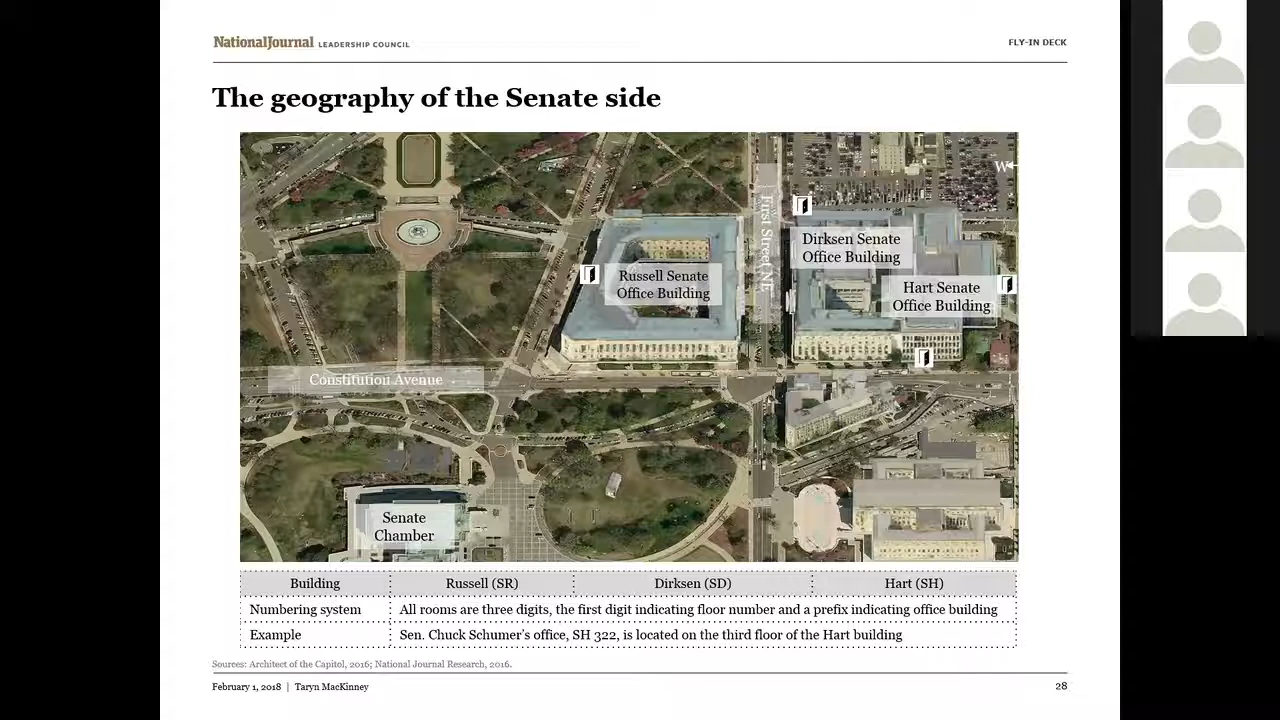 NationalJournal LEADERSHIP COUNCIL
FLY-IN DECK
The geography of the Senate side
W
First Street NE
Dirksen Senate
Office Building
Russell Senate
Office Building
Hart Senate
Office Building
Constitution Avenue
Senate
Chamber
Building Russell (SR) Dirksen (SD) Hart (SH)
Numbering system All rooms are three digits, the first digit indicating floor number and a prefix indicating office building
Example Sen. Chuck Schumer's office, SH 322, is located on the third floor of the Hart building
Sources: Architect of the Capitol, 2016; National Journal Research, 2016.
February 1, 2018 | Taryn MacKinney
28